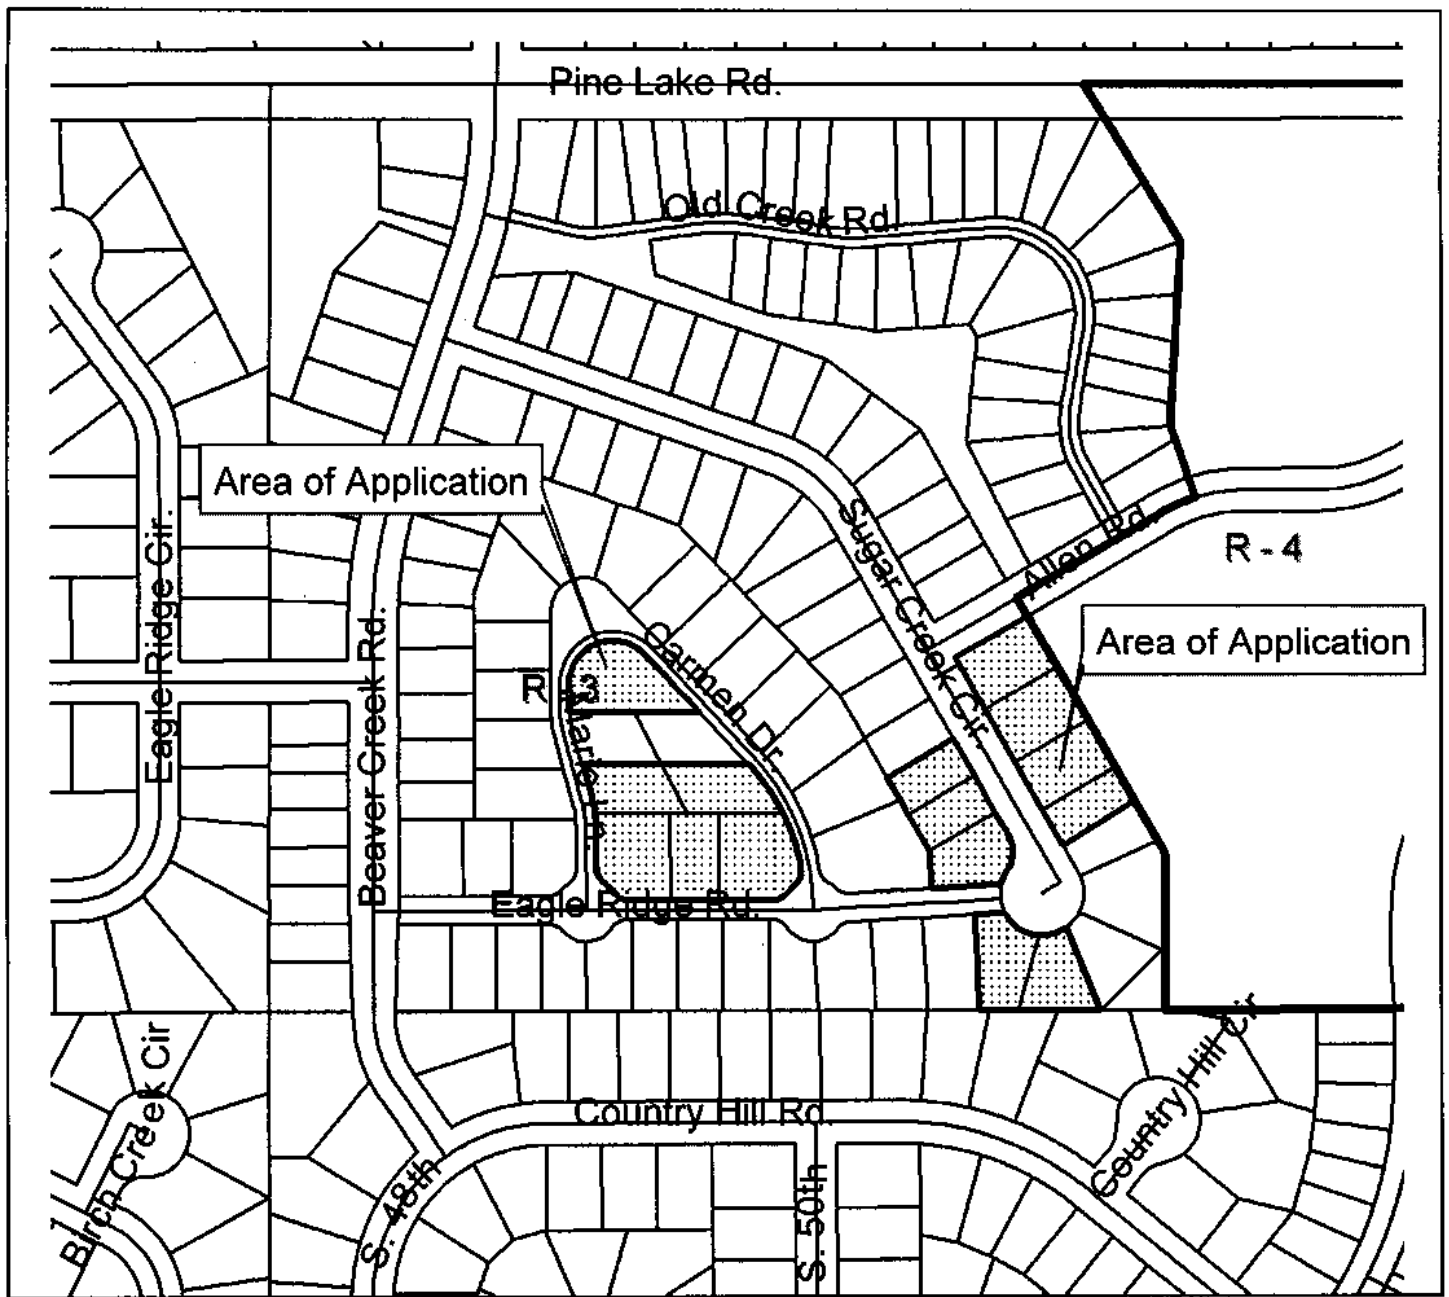 Pine Lake Rd.
Old Creek Rd.
Area of Application
Sugar Creek Cir.
Allen Rd.
R - 4
Eagle Ridge Cir.
Beaver Creek Rd.
Carmen Dr.
Area of Application
R - 3
Marie Ln.
Eagle Ridge Rd.
Birch Creek Cir
Country Hill Rd.
Country Hill Cir
S. 48th
S. 50th